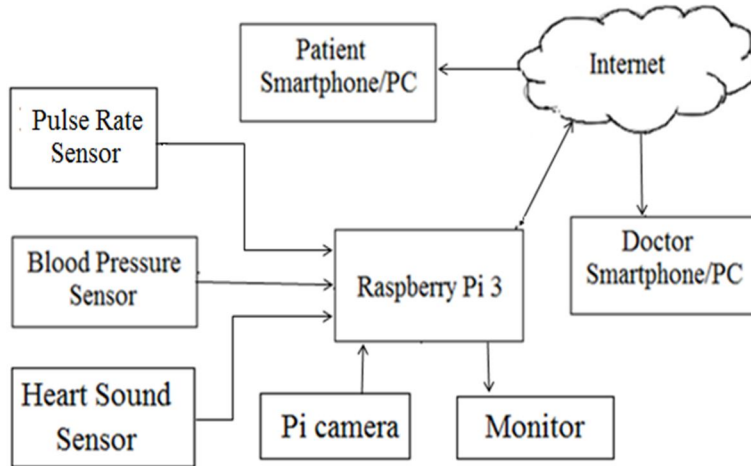 Patient
Smartphone/PC
Internet
Pulse Rate
Sensor
Blood Pressure
Sensor
Raspberry Pi 3
Doctor
Smartphone/PC
Heart Sound
Sensor
Pi camera
Monitor